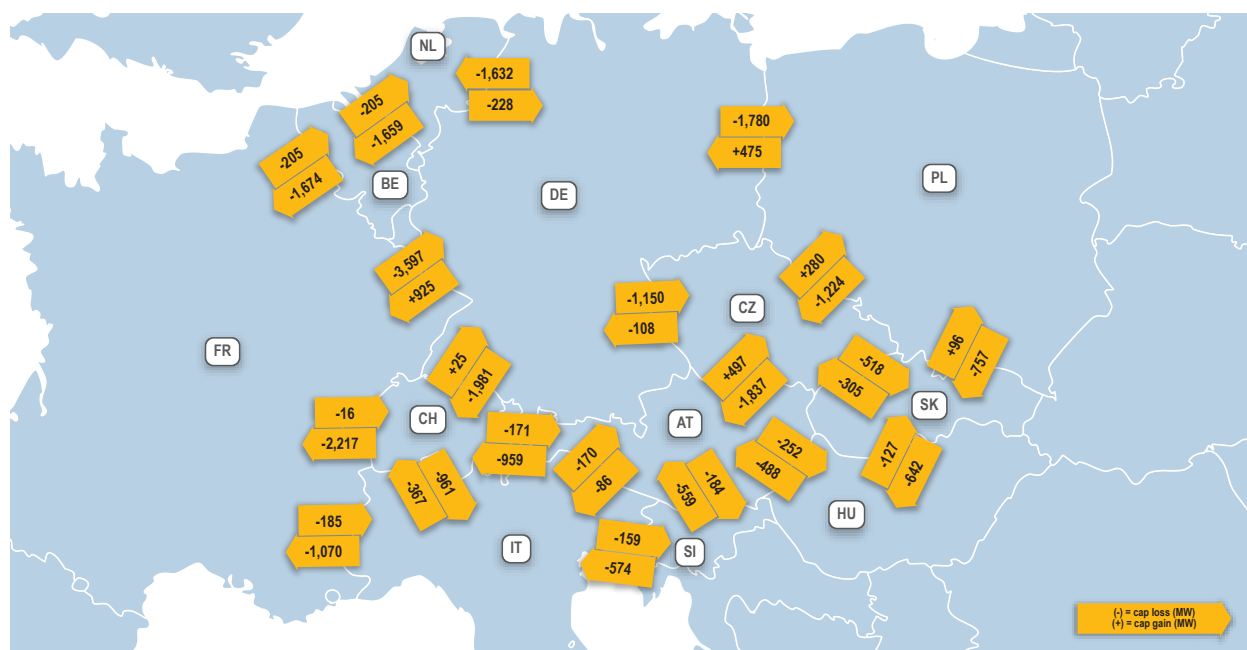 NL
-1,632
-228
-205
-1,659
-1,780
+475
-205
-1,674
BE
DE
PL
-3,597
+925
+280
-1,224
-1,150
-108
CZ
FR
+25
-1,981
+497
-1,837
-518
-305
+96
-757
SK
-16
-2,217
CH
-171
-959
AT
-170
-86
-252
-488
-127
-642
-367
-961
-559
-184
HU
-185
-1,070
IT
-159
-574
SI
(-) = cap loss (MW)
(+) = cap gain (MW)